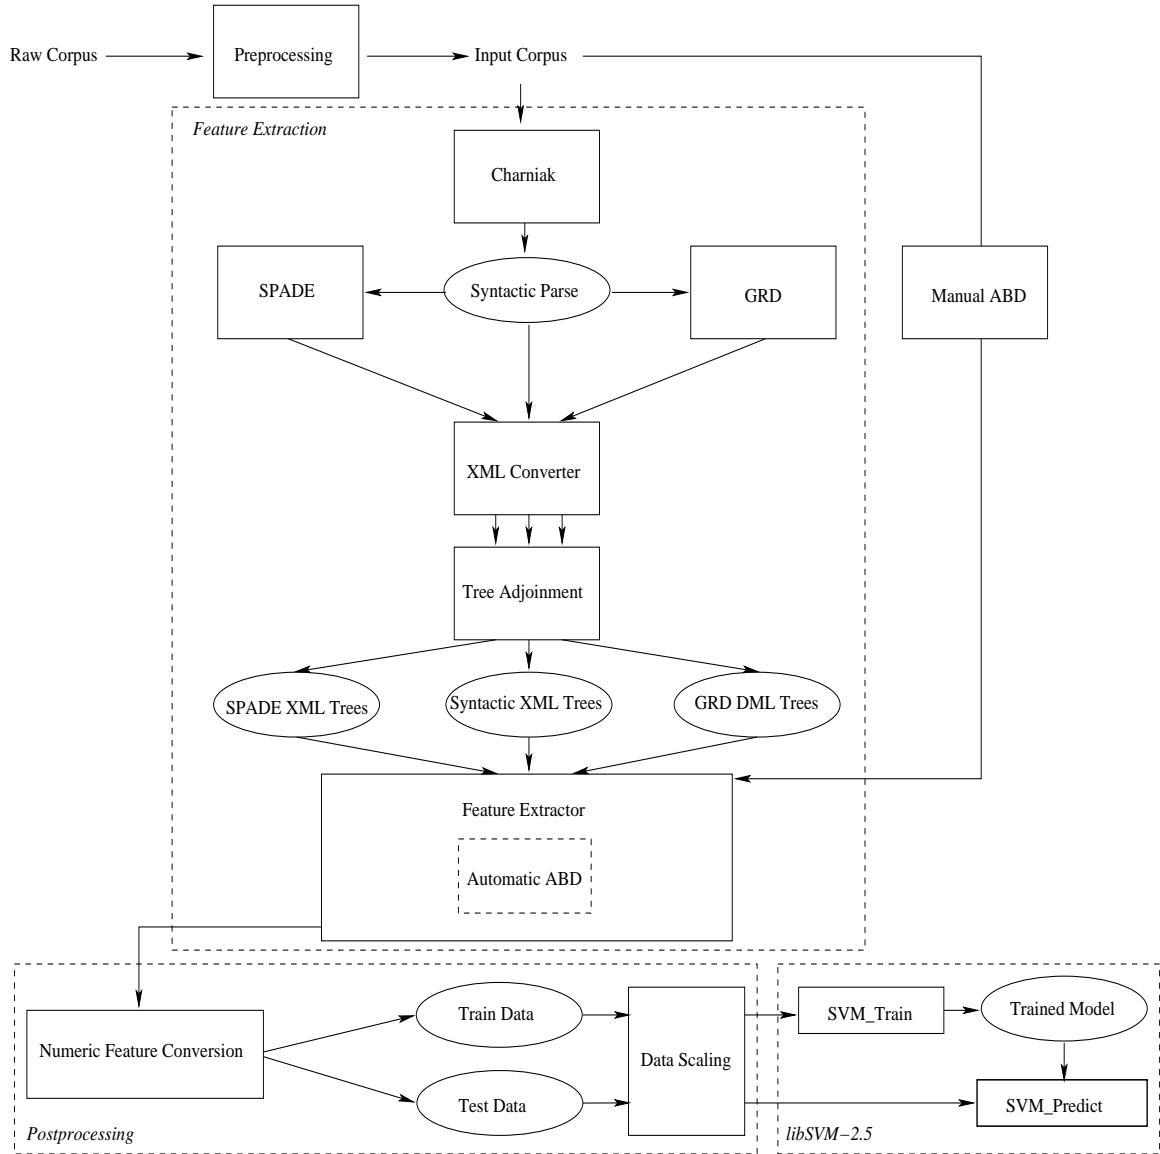 Raw Corpus
Preprocessing
Input Corpus
Feature Extraction
Charniak
SPADE
Syntactic Parse
GRD
Manual ABD
XML Converter
Tree Adjoinment
SPADE XML Trees
Syntactic XML Trees
GRD DML Trees
Feature Extractor
Automatic ABD
Numeric Feature Conversion
Train Data
Test Data
Data Scaling
Postprocessing
SVM_Train
Trained Model
SVM_Predict
libSVM−2.5